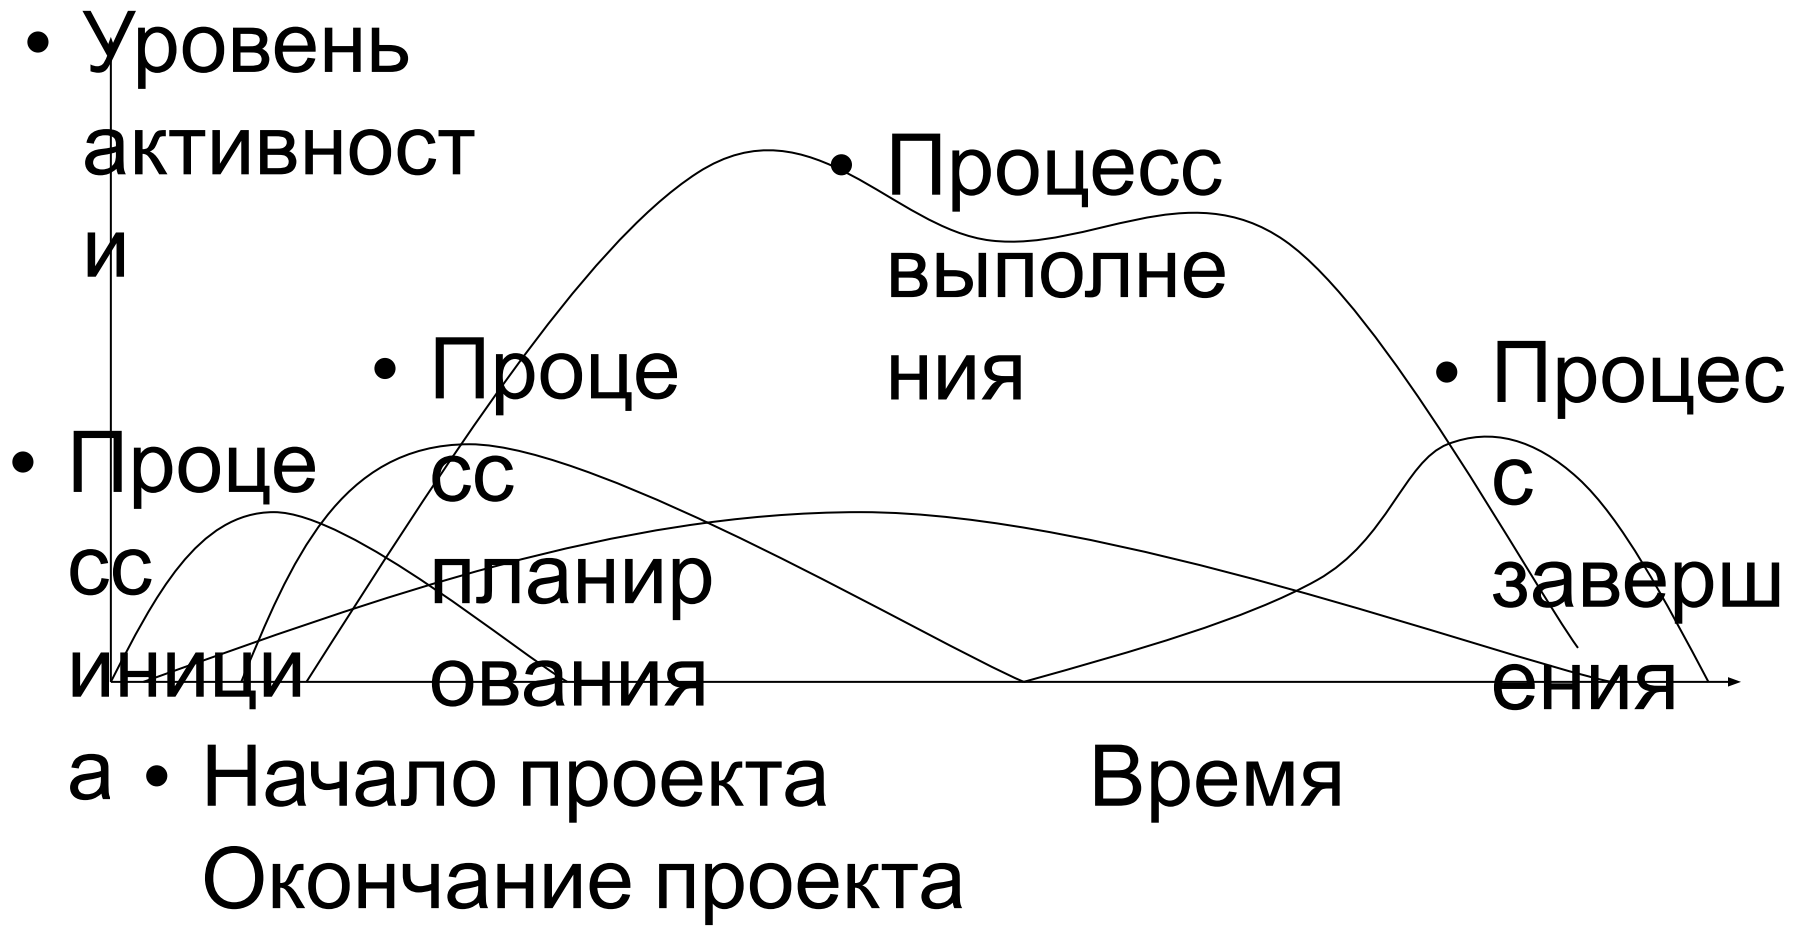 • Уровень
активност
и
• Процесс
выполне
ния
• Проце
сс
планир
ования
• Процес
с
заверш
ения
• Проце
сс
иници
а
• Начало проекта Время
Окончание проекта